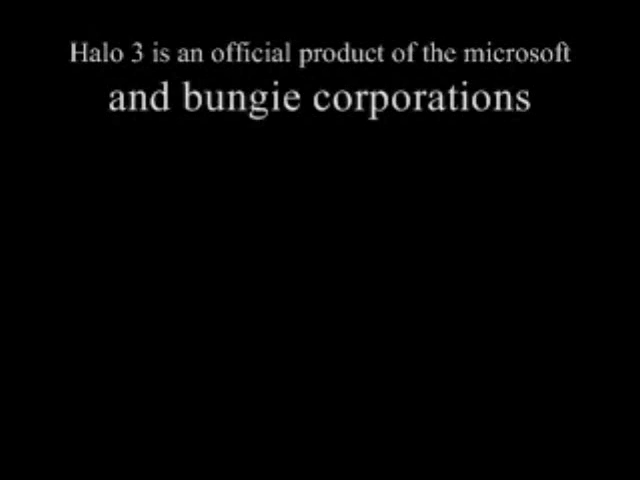 Halo 3 is an official product of the microsoft
and bungie corporations